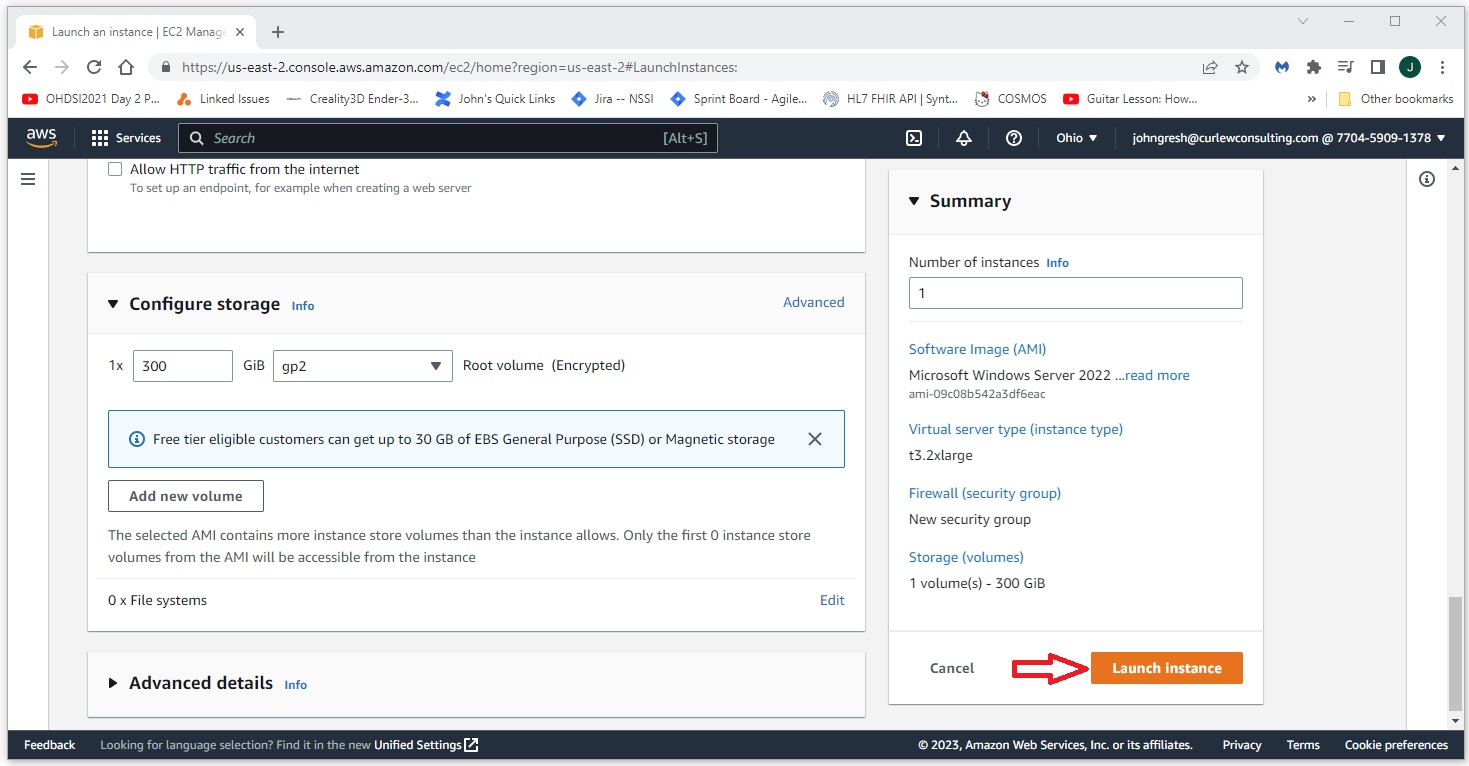 Launch an instance | EC2 Manage
https://us-east-2.console.aws.amazon.com/ec2/home?region=us-east-2#LaunchInstances:
J
OHDSI2021 Day 2 P...
Linked Issues
Creality3D Ender-3...
John's Quick Links
Jira -- NSSI
Sprint Board - Agile...
HL7 FHIR API | Synt...
COSMOS
Guitar Lesson: How...
»
Other bookmarks
aws
Services
Search
[Alt+S]
Ohio
johngresh@curlewconsulting.com @ 7704-5909-1378
Allow HTTP traffic from the internet
To set up an endpoint, for example when creating a web server
Configure storage Info
Advanced
1x 300 GiB gp2 Root volume (Encrypted)
Free tier eligible customers can get up to 30 GB of EBS General Purpose (SSD) or Magnetic storage
Add new volume
The selected AMI contains more instance store volumes than the instance allows. Only the first 0 instance store
volumes from the AMI will be accessible from the instance
0 x File systems
Edit
Advanced details Info
Summary
Number of instances Info
1
Software Image (AMI)
Microsoft Windows Server 2022 ...read more
ami-09c08b542a3df6eac
Virtual server type (instance type)
t3.2xlarge
Firewall (security group)
New security group
Storage (volumes)
1 volume(s) - 300 GiB
Cancel
Launch instance
Feedback
Looking for language selection? Find it in the new Unified Settings
© 2023, Amazon Web Services, Inc. or its affiliates.
Privacy
Terms
Cookie preferences